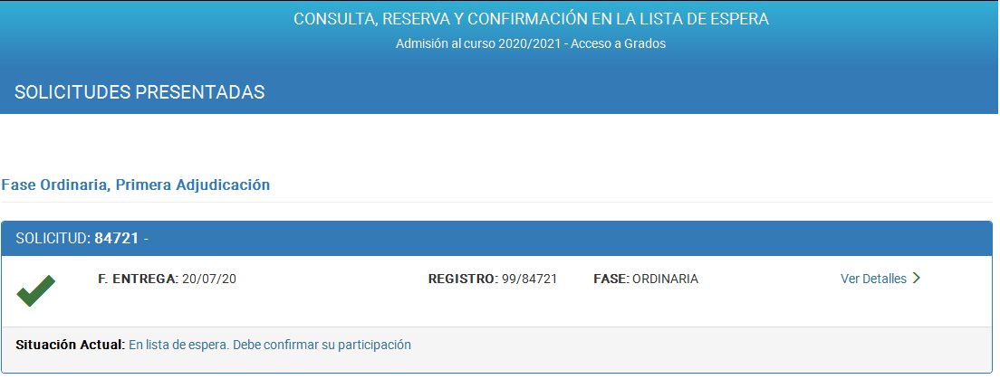 CONSULTA, RESERVA Y CONFIRMACIÓN EN LA LISTA DE ESPERA
Admisión al curso 2020/2021 - Acceso a Grados
SOLICITUDES PRESENTADAS
Fase Ordinaria, Primera Adjudicación
SOLICITUD: 84721 -
F. ENTREGA: 20/07/20 REGISTRO: 99/84721 FASE: ORDINARIA Ver Detalles
Situación Actual: En lista de espera. Debe confirmar su participación